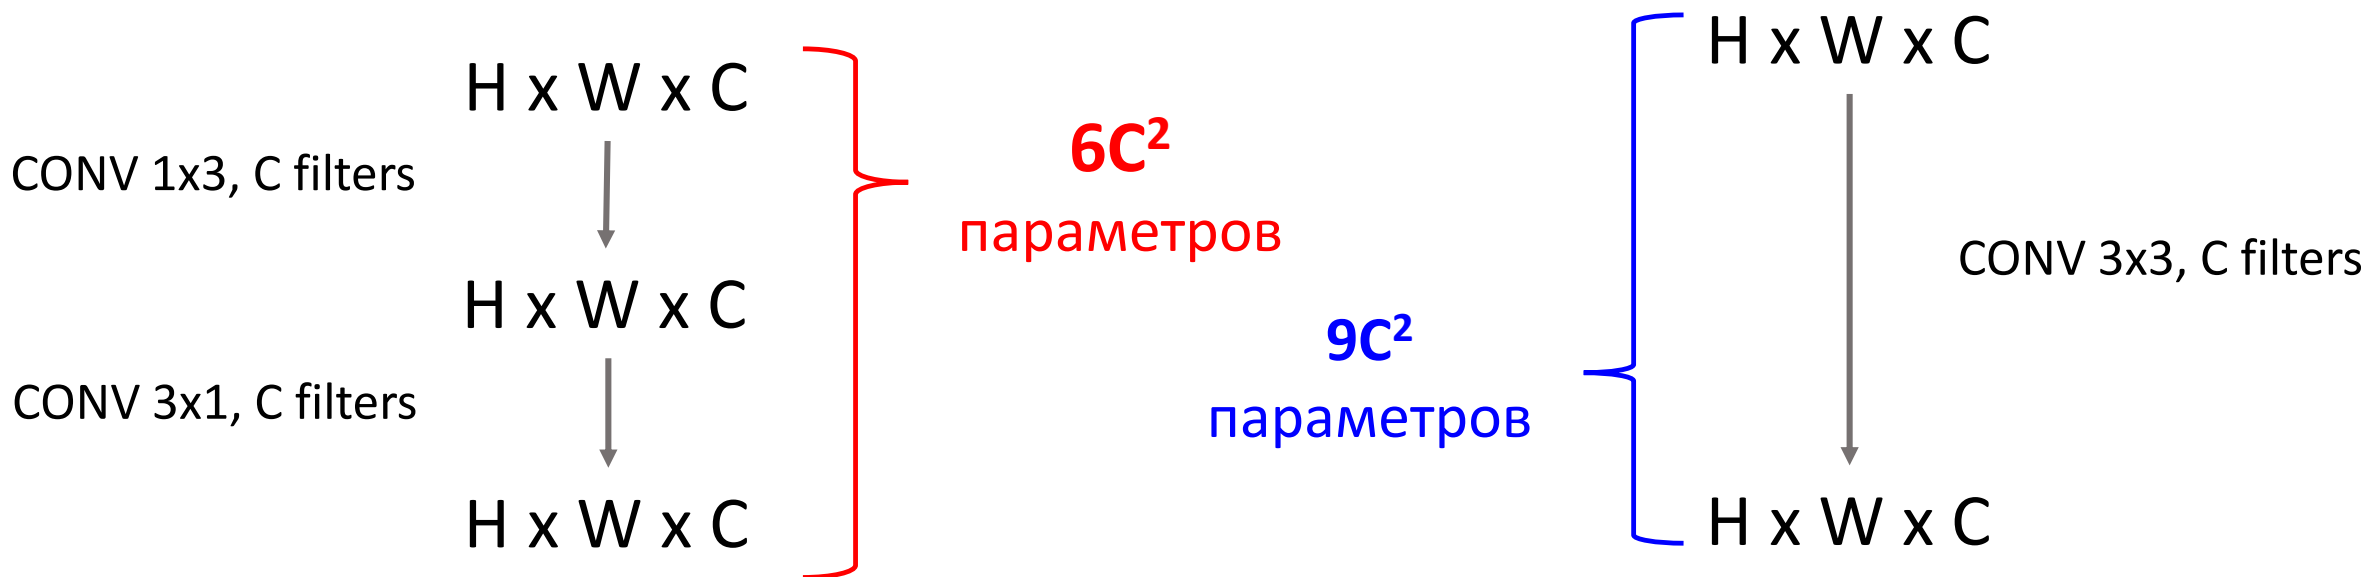 H x W x C
CONV 1x3, C filters
H x W x C
CONV 3x1, C filters
H x W x C
6C²
параметров
9C²
параметров
H x W x C
CONV 3x3, C filters
H x W x C